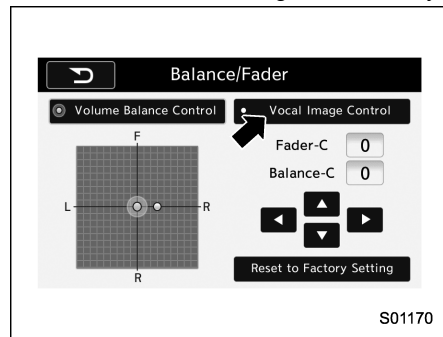 Balance/Fader
Volume Balance Control
Vocal Image Control
F
L
R
R
Fader-C 0
Balance-C 0
Reset to Factory Setting
S01170